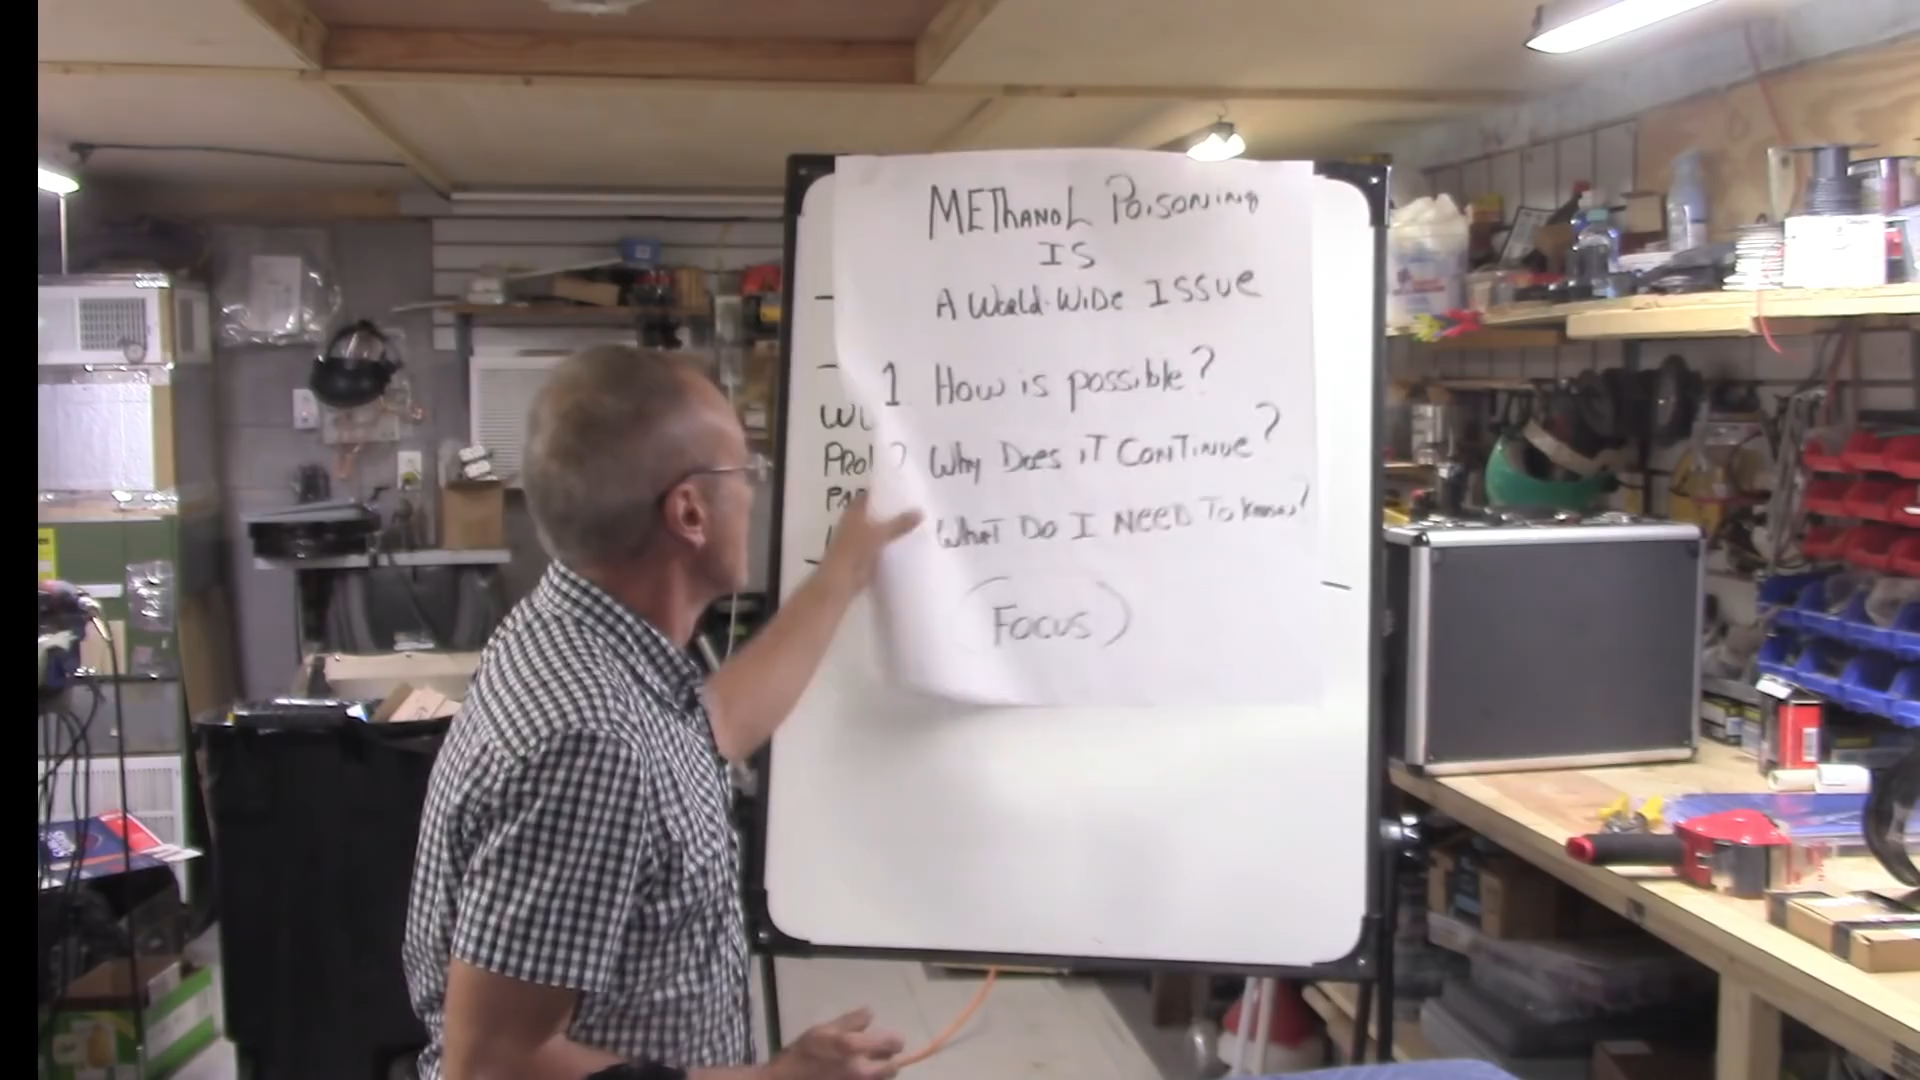 METhANOL POISONING
IS
A WORLD-WIDE ISSUE
1 How is possible?
? Why Does iT CONTINUE?
WHAT DO I NEED To Know?
(FOCUS)